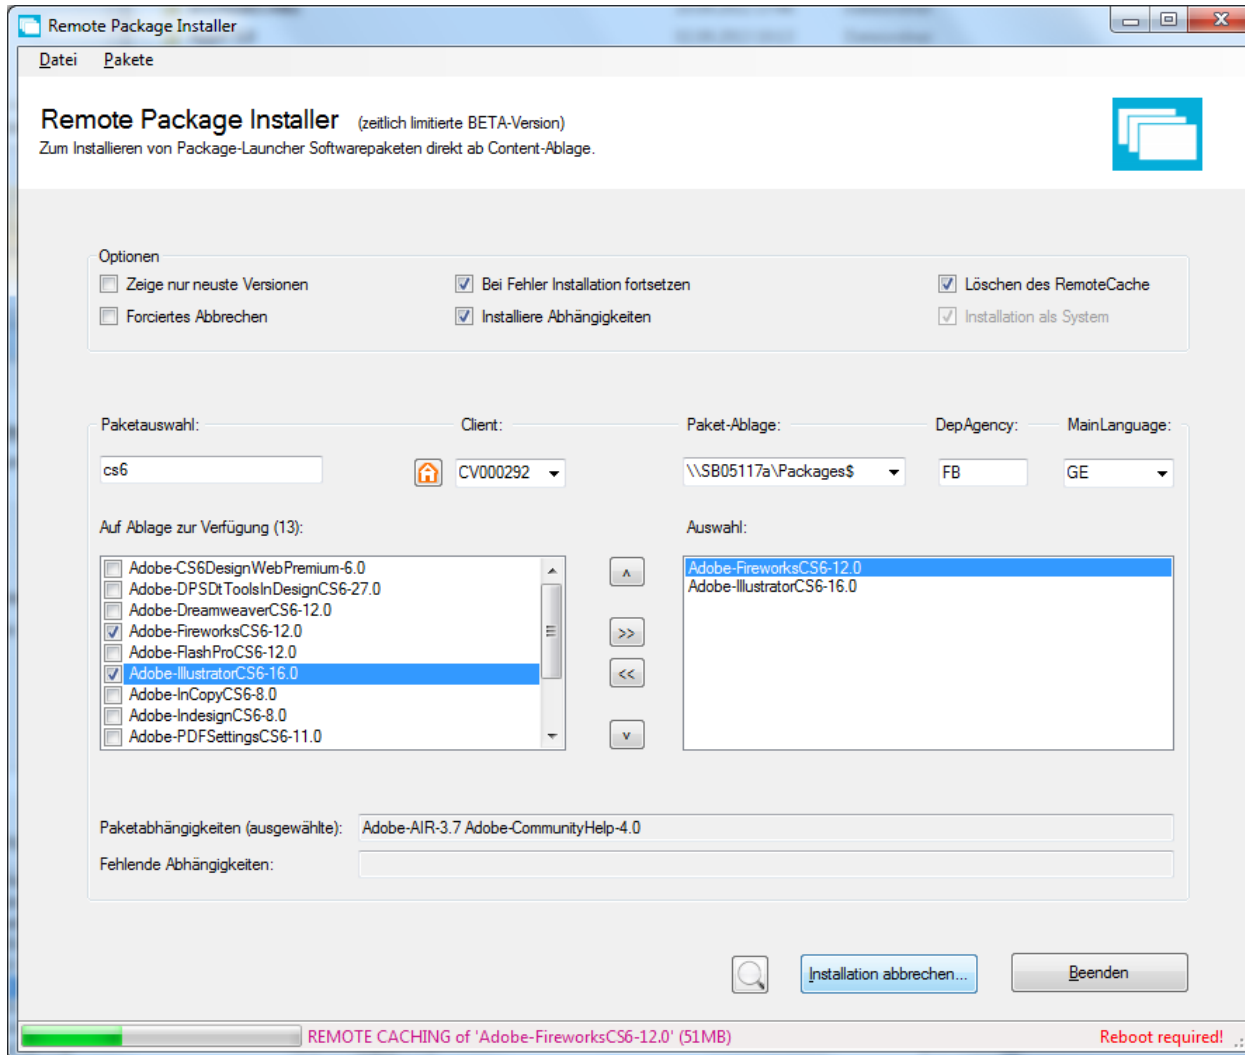 Remote Package Installer
Datei Pakete
Remote Package Installer (zeitlich limitierte BETA-Version)
Zum Installieren von Package-Launcher Softwarepaketen direkt ab Content-Ablage.
Optionen
Zeige nur neuste Versionen Bei Fehler Installation fortsetzen Löschen des RemoteCache
Forciertes Abbrechen Installiere Abhängigkeiten Installation als System
Paketauswahl: Client: Paket-Ablage: DepAgency: MainLanguage:
cs6 CV000292 \\SB05117a\Packages$ FB GE
Auf Ablage zur Verfügung (13): Auswahl:
Adobe-CS6DesignWebPremium-6.0
Adobe-DPSDtToolsInDesignCS6-27.0
Adobe-DreamweaverCS6-12.0
Adobe-FireworksCS6-12.0
Adobe-FlashProCS6-12.0
Adobe-IllustratorCS6-16.0
Adobe-InCopyCS6-8.0
Adobe-IndesignCS6-8.0
Adobe-PDFSettingsCS6-11.0
^
>>
<<
v
Adobe-FireworksCS6-12.0
Adobe-IllustratorCS6-16.0
Paketabhängigkeiten (ausgewählte): Adobe-AIR-3.7 Adobe-CommunityHelp-4.0
Fehlende Abhängigkeiten:
Installation abbrechen... Beenden
REMOTE CACHING of 'Adobe-FireworksCS6-12.0' (51MB) Reboot required!